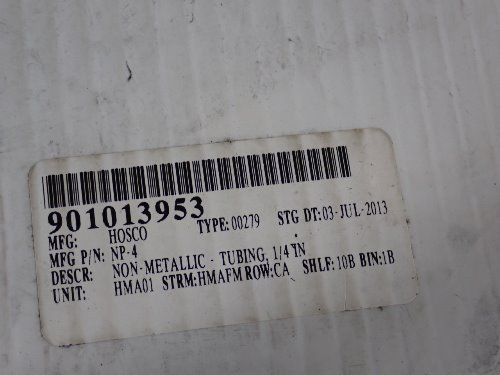 901013953 TYPE: 00279 STG DT: 03-JUL-2013
MFG: HOSCO
MFG P/N: NP-4
DESCR: NON-METALLIC - TUBING, 1/4 IN
UNIT: HMA01 STRM:HMAFM ROW:CA SHLF: 10B BIN:1B